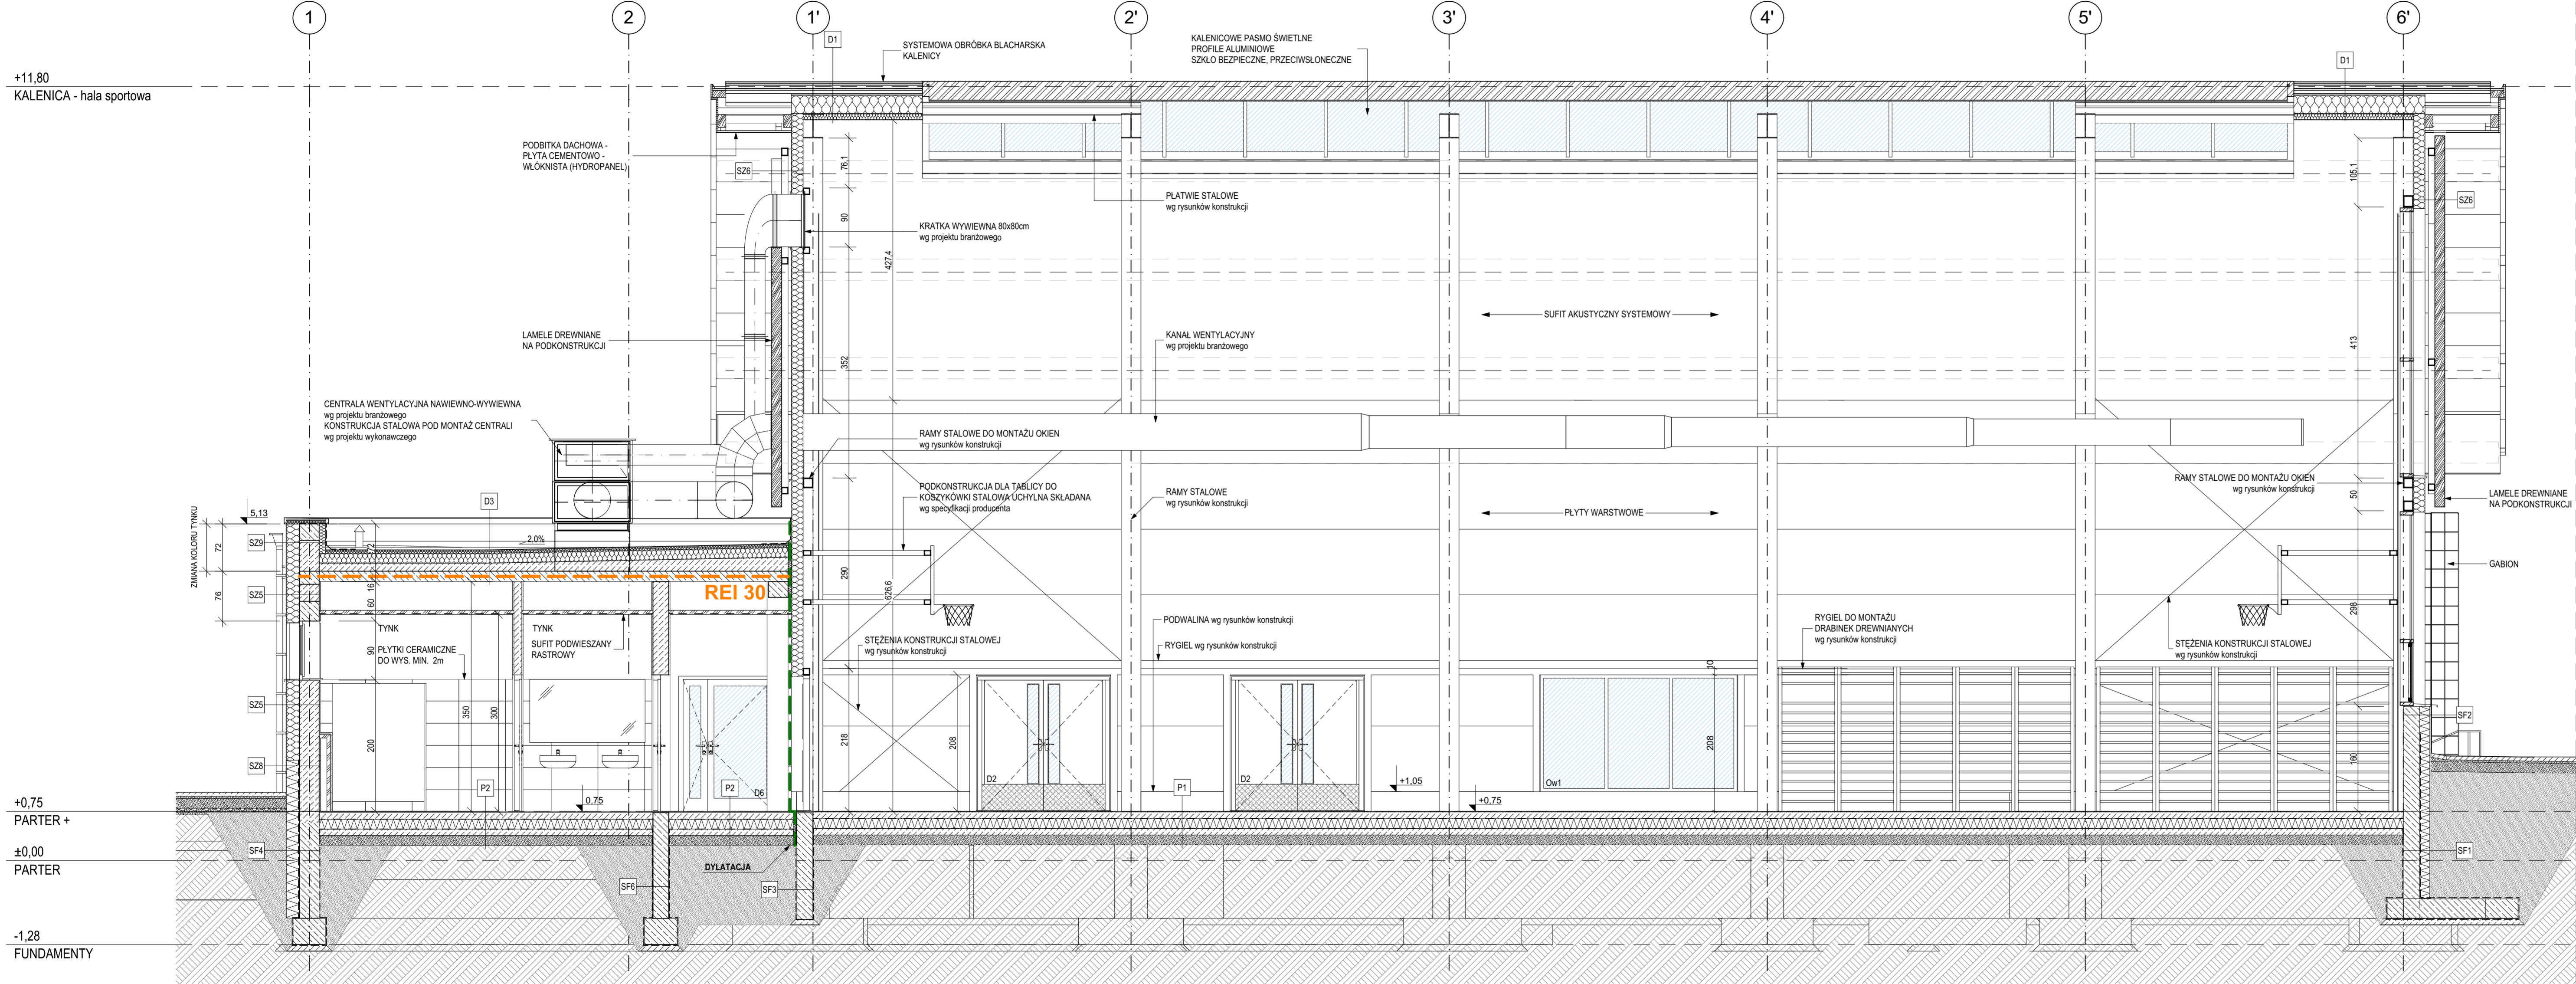 1
2
1'
2'
3'
4'
5'
6'
D1
SYSTEMOWA OBRÓBKA BLACHARSKA
KALENICY
KALENICOWE PASMO ŚWIETLNE
PROFILE ALUMINIOWE
SZKŁO BEZPIECZNE, PRZECIWSŁONECZNE
D1
+11,80
KALENICA - hala sportowa
PODBITKA DACHOWA -
PŁYTA CEMENTOWO -
WŁÓKNISTA (HYDROPANEL)
SZ6
76,1
105,1
SZ6
PŁATWIE STALOWE
wg rysunków konstrukcji
90
KRATKA WYWIEWNA 80x80cm
wg projektu branżowego
427,4
SUFIT AKUSTYCZNY SYSTEMOWY
LAMELE DREWNIANE
NA PODKONSTRUKCJI
KANAŁ WENTYLACYJNY
wg projektu branżowego
352
413
CENTRALA WENTYLACYJNA NAWIEWNO-WYWIEWNA
wg projektu branżowego
KONSTRUKCJA STALOWA POD MONTAŻ CENTRALI
wg projektu wykonawczego
RAMY STALOWE DO MONTAŻU OKIEN
wg rysunków konstrukcji
RAMY STALOWE DO MONTAŻU OKIEN
wg rysunków konstrukcji
50
LAMELE DREWNIANE
NA PODKONSTRUKCJI
PODKONSTRUKCJA DLA TABLICY DO
KOSZYKÓWKI STALOWA UCHYLNA SKŁADANA
wg specyfikacji producenta
RAMY STALOWE
wg rysunków konstrukcji
PŁYTY WARSTWOWE
D3
5,13
ZMIANA KOLORU TYNKU
72
SZ9
72
2,0%
GABION
290
626,6
298
REI 30
76
SZ5
16
60
TYNK
TYNK
SUFIT PODWIESZANY
RASTROWY
PŁYTKI CERAMICZNE
DO WYS. MIN. 2m
90
PODWALINA wg rysunków konstrukcji
RYGIEL wg rysunków konstrukcji
STĘŻENIA KONSTRUKCJI STALOWEJ
wg rysunków konstrukcji
RYGIEL DO MONTAŻU
DRABINEK DREWNIANYCH
wg rysunków konstrukcji
STĘŻENIA KONSTRUKCJI STALOWEJ
wg rysunków konstrukcji
10
SZ5
350
300
200
218
208
208
160
SF2
SZ8
P2
P2
D6
D2
D2
P1
+1,05
Ow1
0,75
+0,75
+0,75
PARTER +
±0,00
PARTER
SF4
DYLATACJA
SF6
SF3
SF1
-1,28
FUNDAMENTY